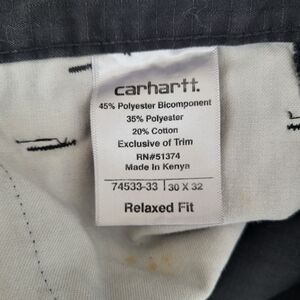 carhartt.
45% Polyester Bicomponent
35% Polyester
20% Cotton
Exclusive of Trim
RN#51374
Made In Kenya
74533-33 30 X 32
Relaxed Fit